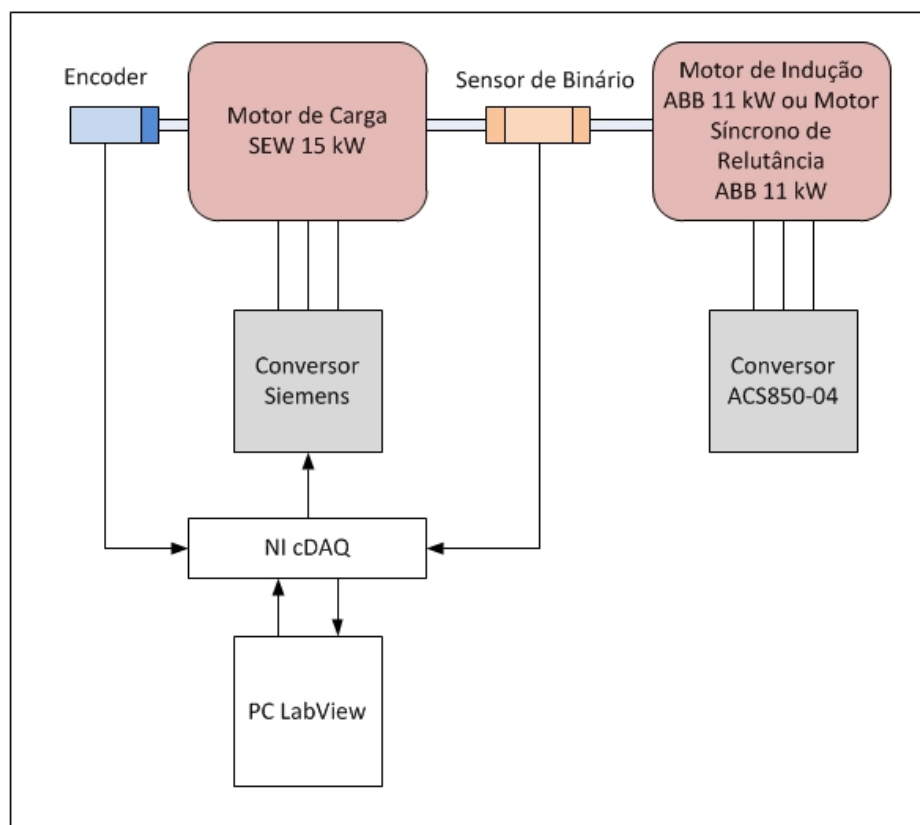 Encoder
Motor de Carga
SEW 15 kW
Sensor de Binário
Motor de Indução
ABB 11 kW ou Motor
Síncrono de
Relutância
ABB 11 kW
Conversor
Siemens
Conversor
ACS850-04
NI cDAQ
PC LabView